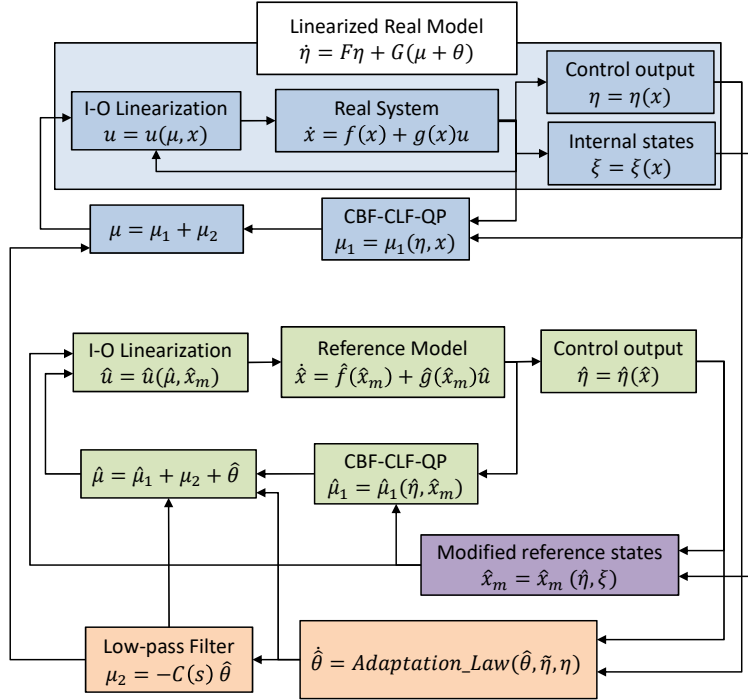 Linearized Real Model
η̇ = Fη + G(μ + θ)
Control output
η = η(x)
I-O Linearization
u = u(μ, x)
Real System
ẋ = f(x) + g(x)u
Internal states
ξ = ξ(x)
μ = μ₁ + μ₂
CBF-CLF-QP
μ₁ = μ₁(η, x)
I-O Linearization
û = û(μ̂, x̂ₘ)
Reference Model
x̂̇ = f̂(x̂ₘ) + ĝ(x̂ₘ)û
Control output
η̂ = η̂(x̂)
μ̂ = μ̂₁ + μ₂ + θ̂
CBF-CLF-QP
μ̂₁ = μ̂₁(η̂, x̂ₘ)
Modified reference states
x̂ₘ = x̂ₘ (η̂, ξ)
Low-pass Filter
μ₂ = −C(s) θ̂
θ̂̇ = Adaptation_Law(θ̂, η̃, η)